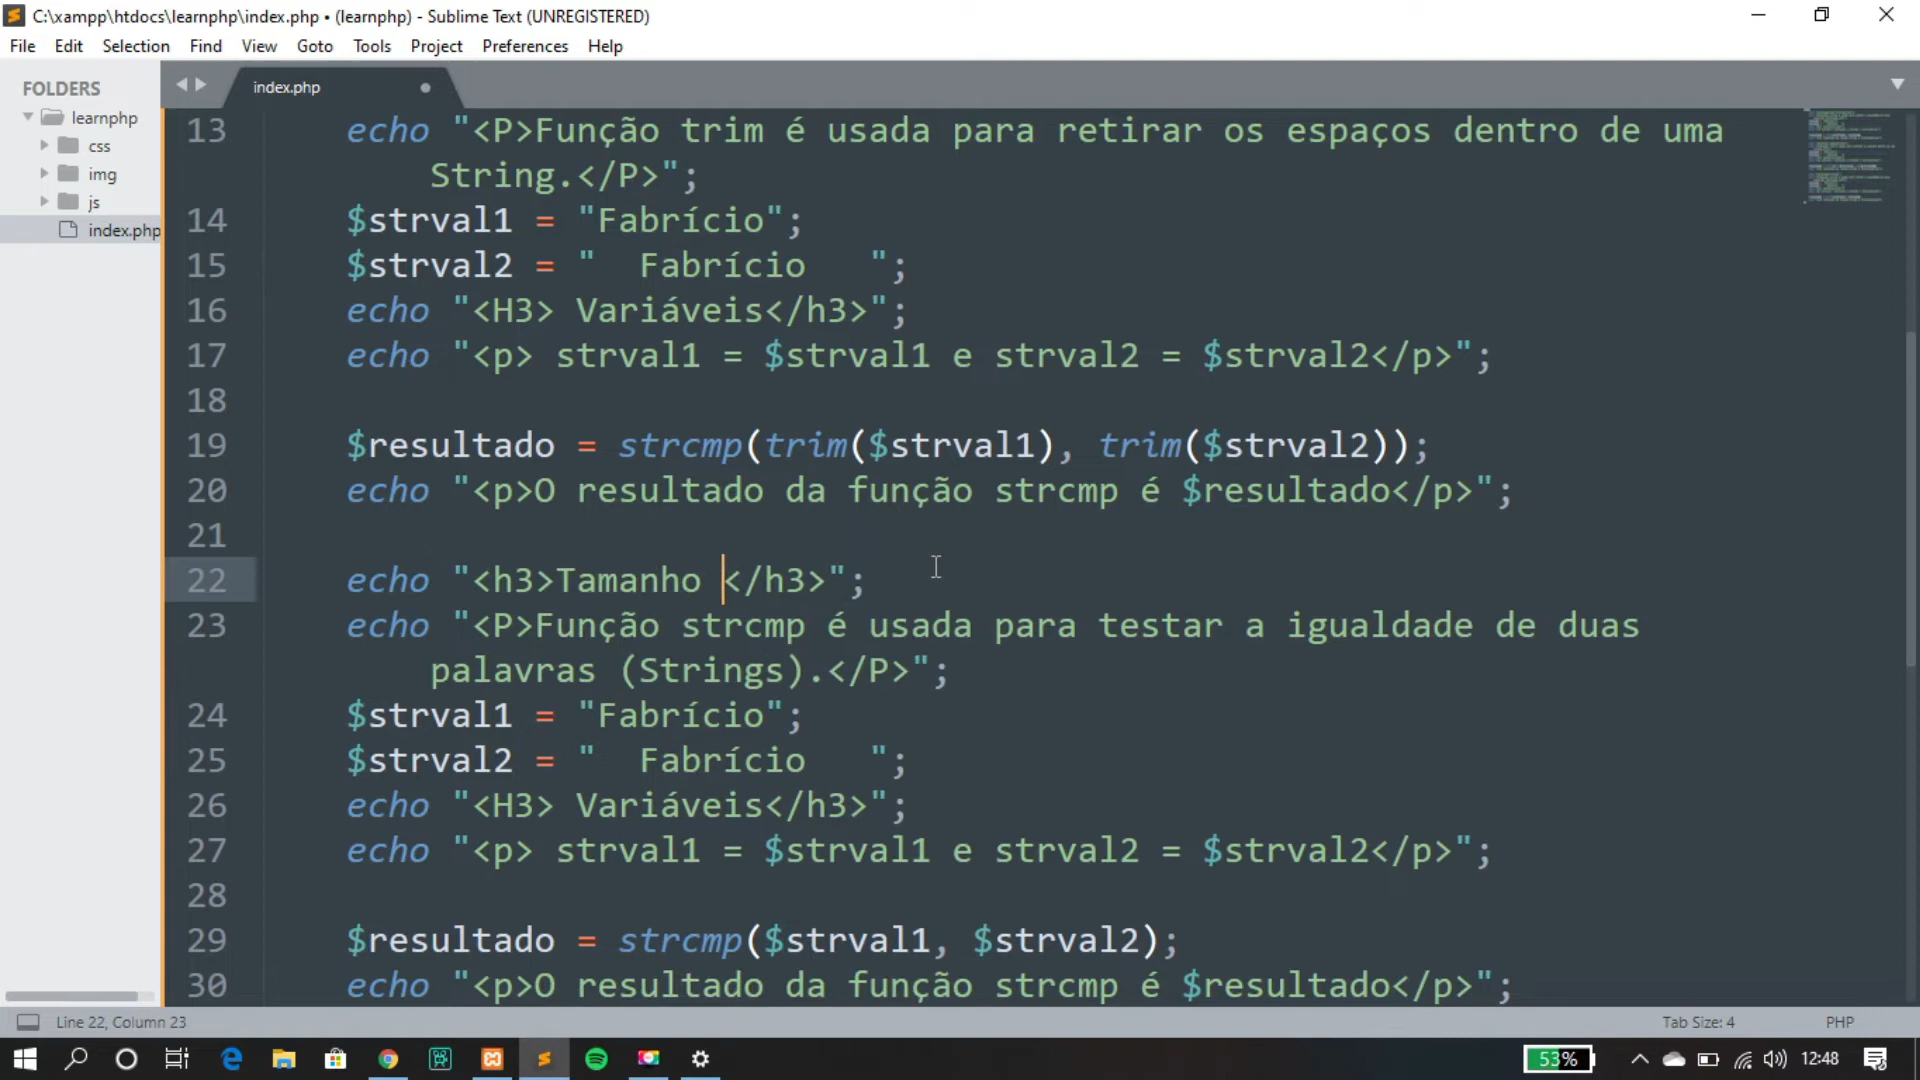 C:\xampp\htdocs\learnphp\index.php • (learnphp) - Sublime Text (UNREGISTERED)
File Edit Selection Find View Goto Tools Project Preferences Help
FOLDERS
learnphp
css
img
js
index.php
index.php
13 echo "<P>Função trim é usada para retirar os espaços dentro de uma
String.</P>";
14 $strval1 = "Fabrício";
15 $strval2 = "  Fabrício   ";
16 echo "<H3> Variáveis</h3>";
17 echo "<p> strval1 = $strval1 e strval2 = $strval2</p>";
18
19 $resultado = strcmp(trim($strval1), trim($strval2));
20 echo "<p>O resultado da função strcmp é $resultado</p>";
21
22 echo "<h3>Tamanho </h3>";
23 echo "<P>Função strcmp é usada para testar a igualdade de duas
palavras (Strings).</P>";
24 $strval1 = "Fabrício";
25 $strval2 = "  Fabrício   ";
26 echo "<H3> Variáveis</h3>";
27 echo "<p> strval1 = $strval1 e strval2 = $strval2</p>";
28
29 $resultado = strcmp($strval1, $strval2);
30 echo "<p>O resultado da função strcmp é $resultado</p>";
Line 22, Column 23 Tab Size: 4 PHP
53% 12:48